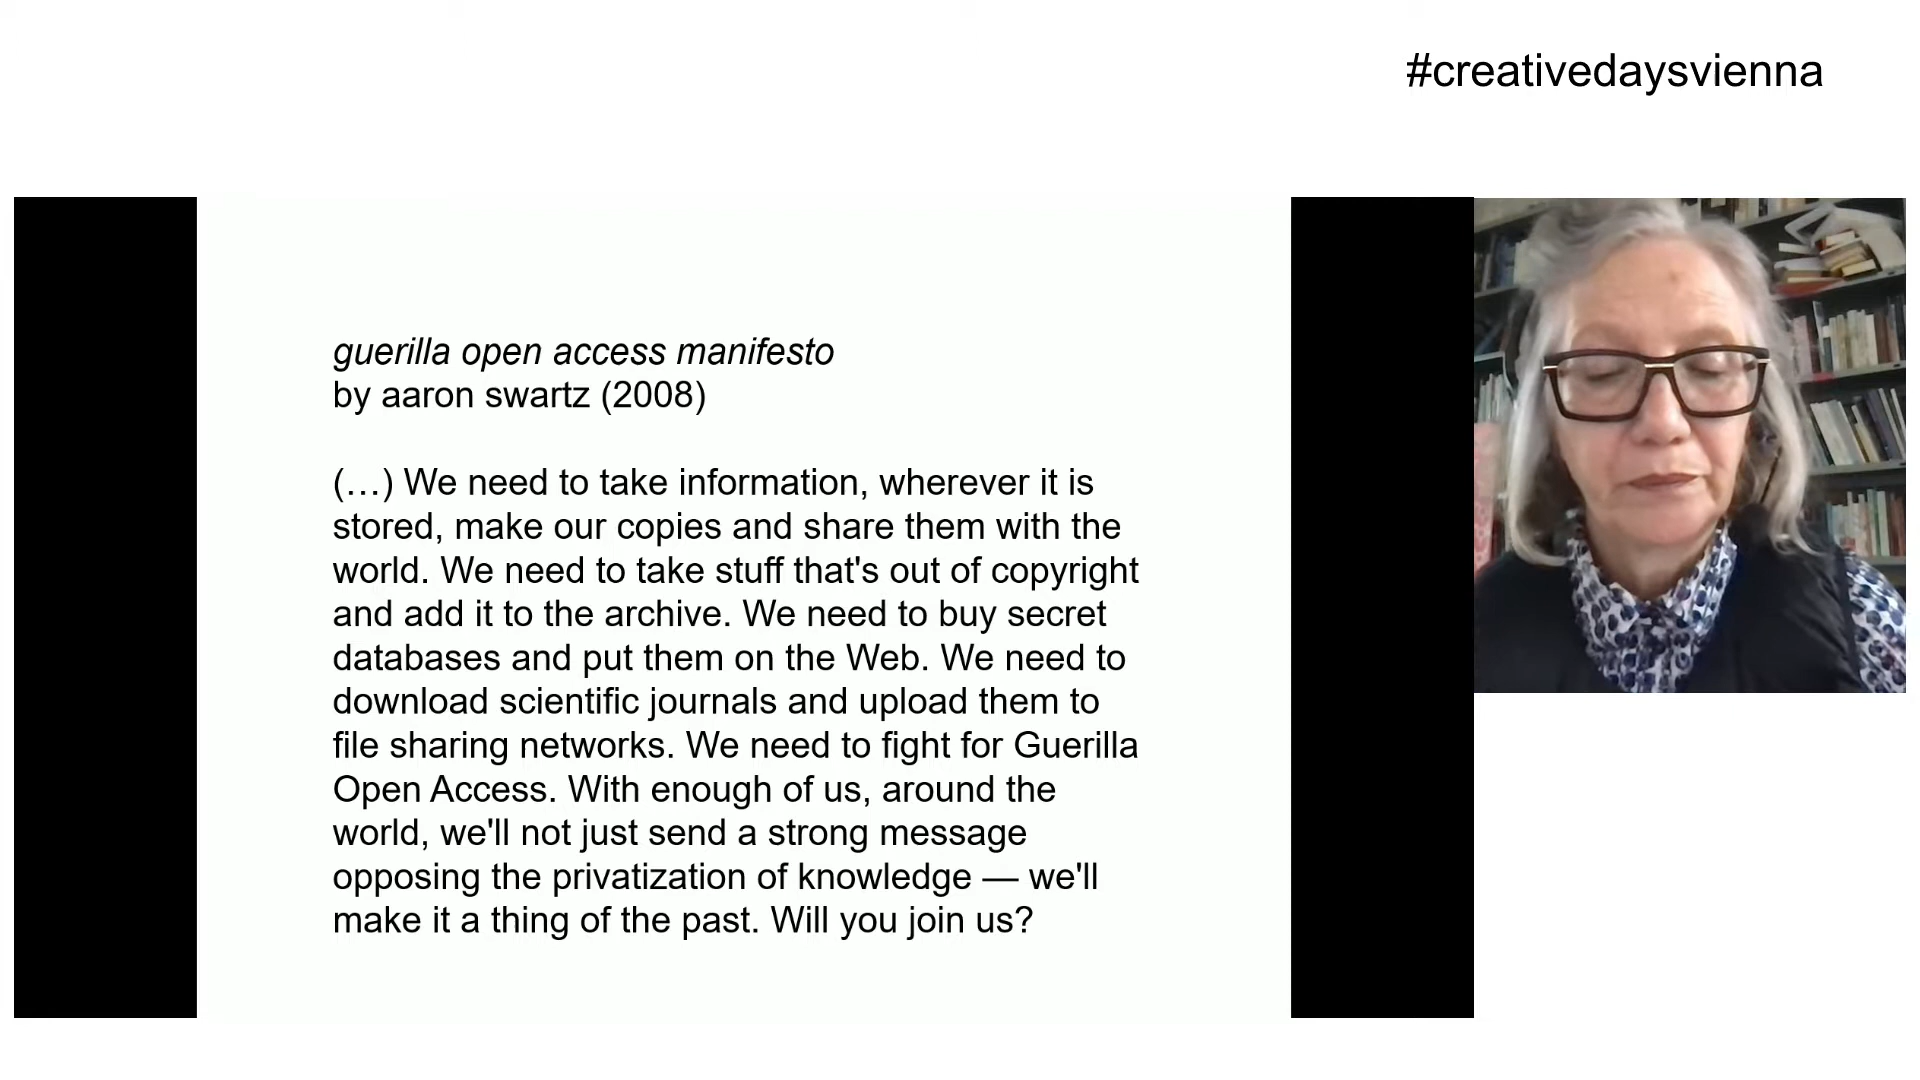 #creativedaysvienna
guerilla open access manifesto
by aaron swartz (2008)
(…) We need to take information, wherever it is
stored, make our copies and share them with the
world. We need to take stuff that's out of copyright
and add it to the archive. We need to buy secret
databases and put them on the Web. We need to
download scientific journals and upload them to
file sharing networks. We need to fight for Guerilla
Open Access. With enough of us, around the
world, we'll not just send a strong message
opposing the privatization of knowledge — we'll
make it a thing of the past. Will you join us?